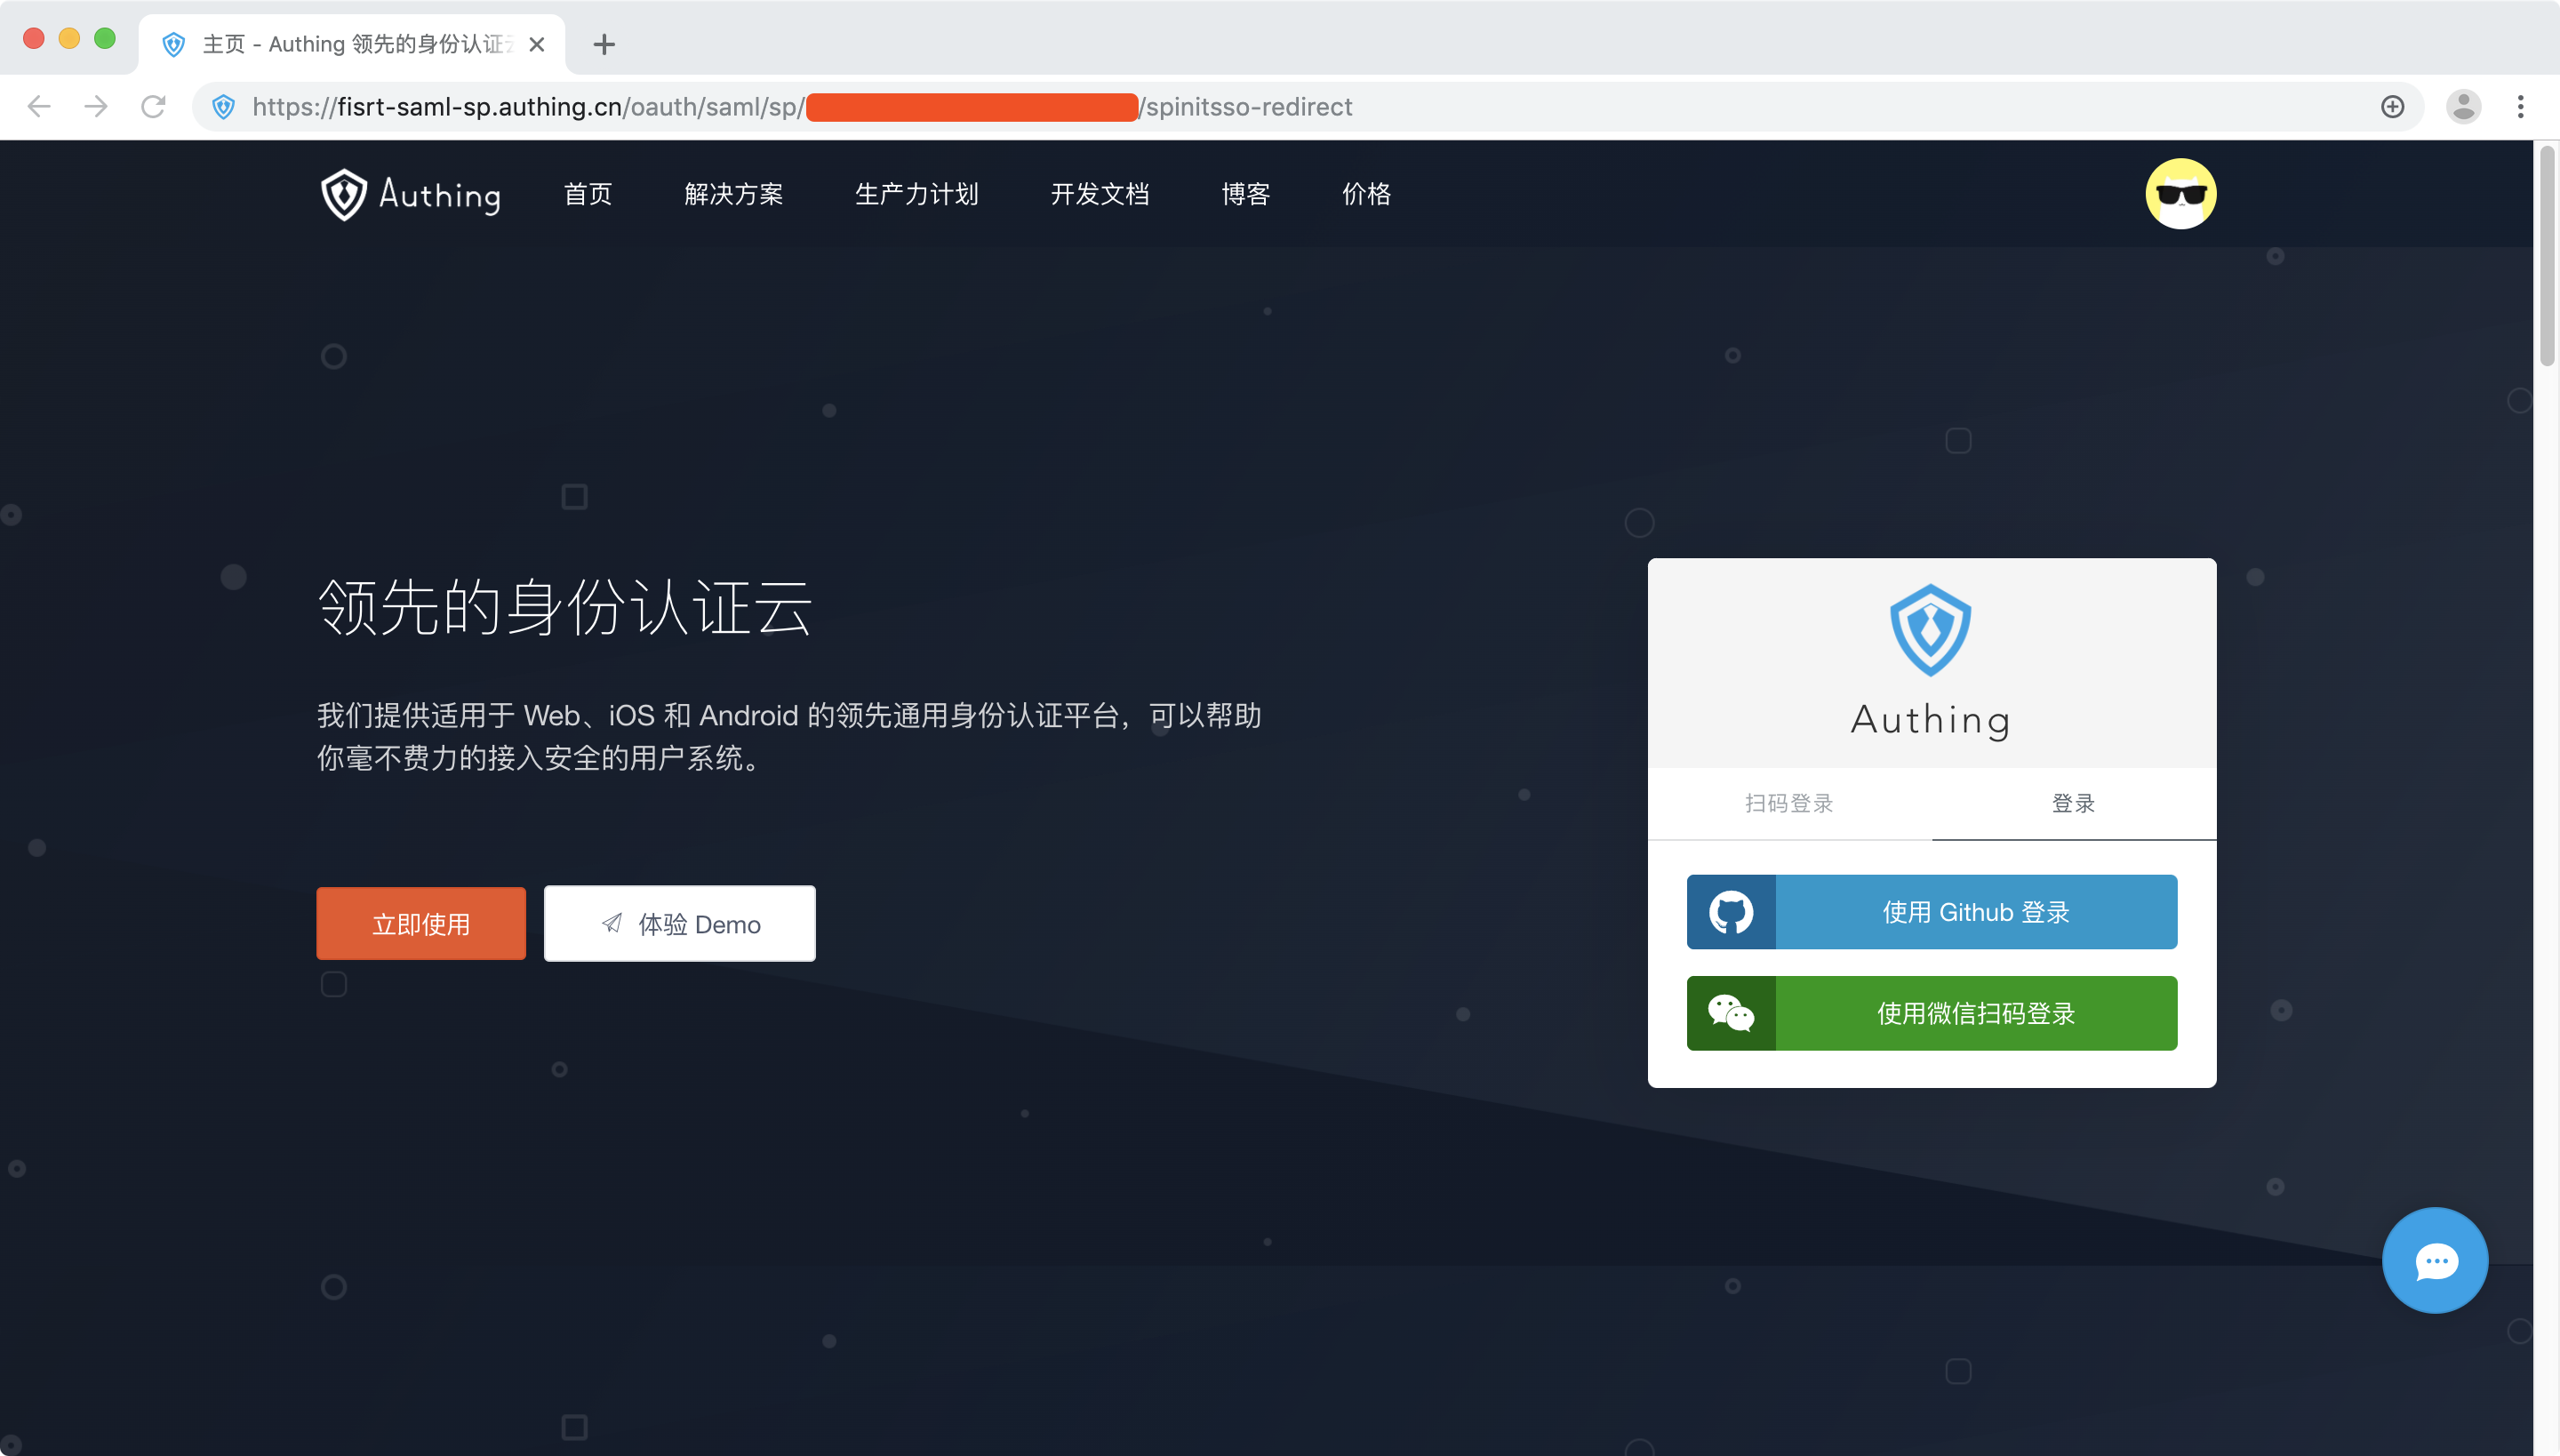 主页 - Authing 领先的身份认证云
https://fisrt-saml-sp.authing.cn/oauth/saml/sp/
/spinitsso-redirect
Authing
首页
解决方案
生产力计划
开发文档
博客
价格
领先的身份认证云
我们提供适用于 Web、iOS 和 Android 的领先通用身份认证平台，可以帮助
你毫不费力的接入安全的用户系统。
立即使用
体验 Demo
Authing
扫码登录
登录
使用 Github 登录
使用微信扫码登录